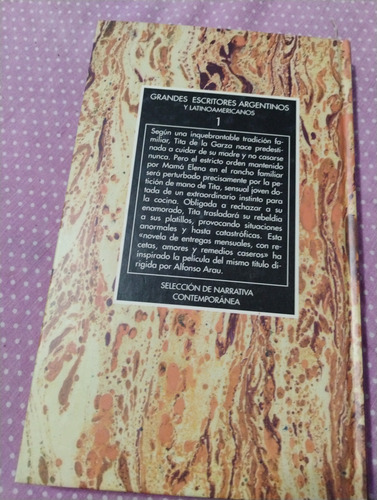 GRANDES ESCRITORES ARGENTINOS
Y LATINOAMERICANOS
1
Según una inquebrantable tradición fa-
miliar, Tita de la Garza nace predesti-
nada a cuidar de su madre y no casarse
nunca. Pero el estricto orden mantenido
por Mamá Elena en el rancho familiar
será perturbado precisamente por la pe-
tición de mano de Tita, sensual joven do-
tada de un extraordinario instinto para
la cocina. Obligada a rechazar a su
enamorado, Tita trasladará su rebeldía
a sus platillos, provocando situaciones
anormales y hasta catastróficas. Esta
«novela de entregas mensuales, con re-
cetas, amores y remedios caseros» ha
inspirado la película del mismo título di-
rigida por Alfonso Arau.
SELECCIÓN DE NARRATIVA
CONTEMPORÁNEA